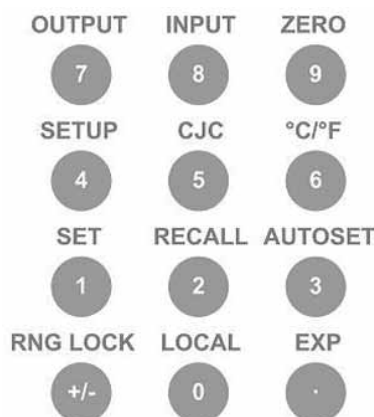 OUTPUT INPUT ZERO
7 8 9
SETUP CJC °C/°F
4 5 6
SET RECALL AUTOSET
1 2 3
RNG LOCK LOCAL EXP
+/- 0 ·